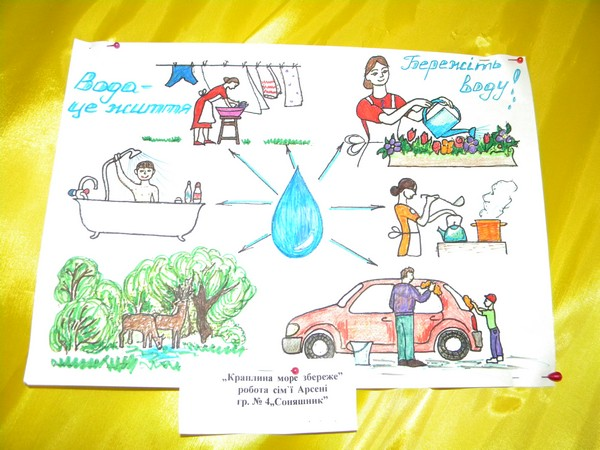 Вода -
це життя
Бережіть
воду!
„Краплина море збереже”
робота сім'ї Арсені
гр. № 4„Соняшник”